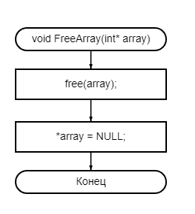 void FreeArray(int* array)
free(array);
*array = NULL;
Конец